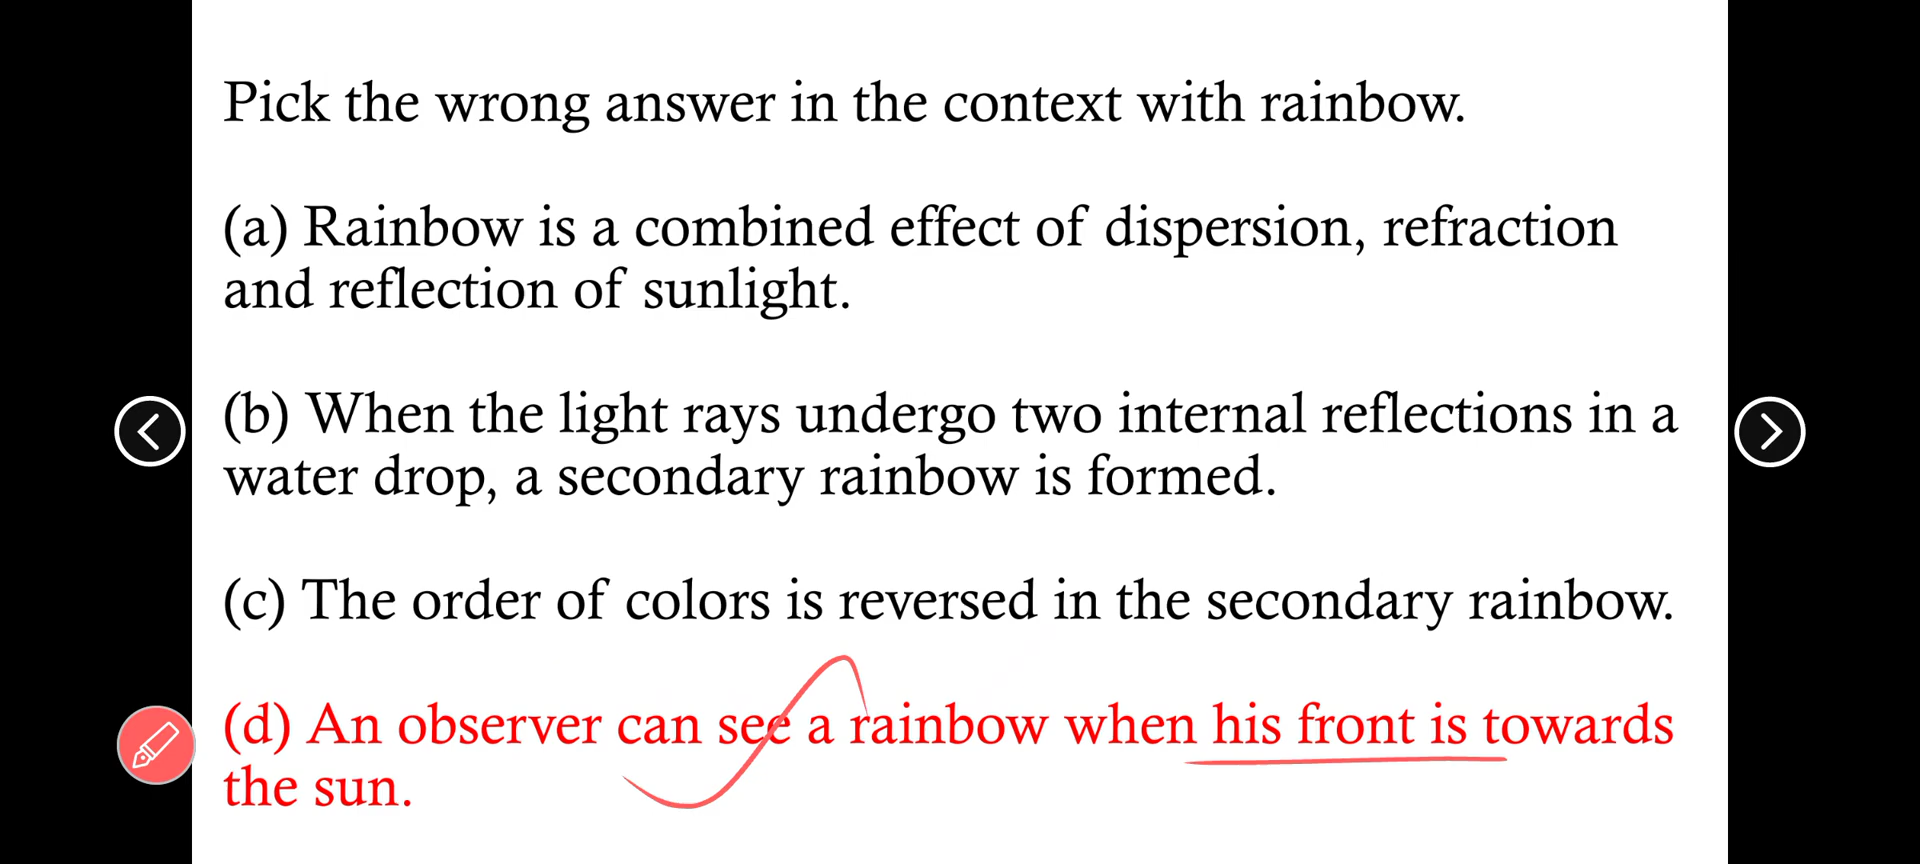 Pick the wrong answer in the context with rainbow.
(a) Rainbow is a combined effect of dispersion, refraction
and reflection of sunlight.
(b) When the light rays undergo two internal reflections in a
water drop, a secondary rainbow is formed.
(c) The order of colors is reversed in the secondary rainbow.
(d) An observer can see a rainbow when his front is towards
the sun.